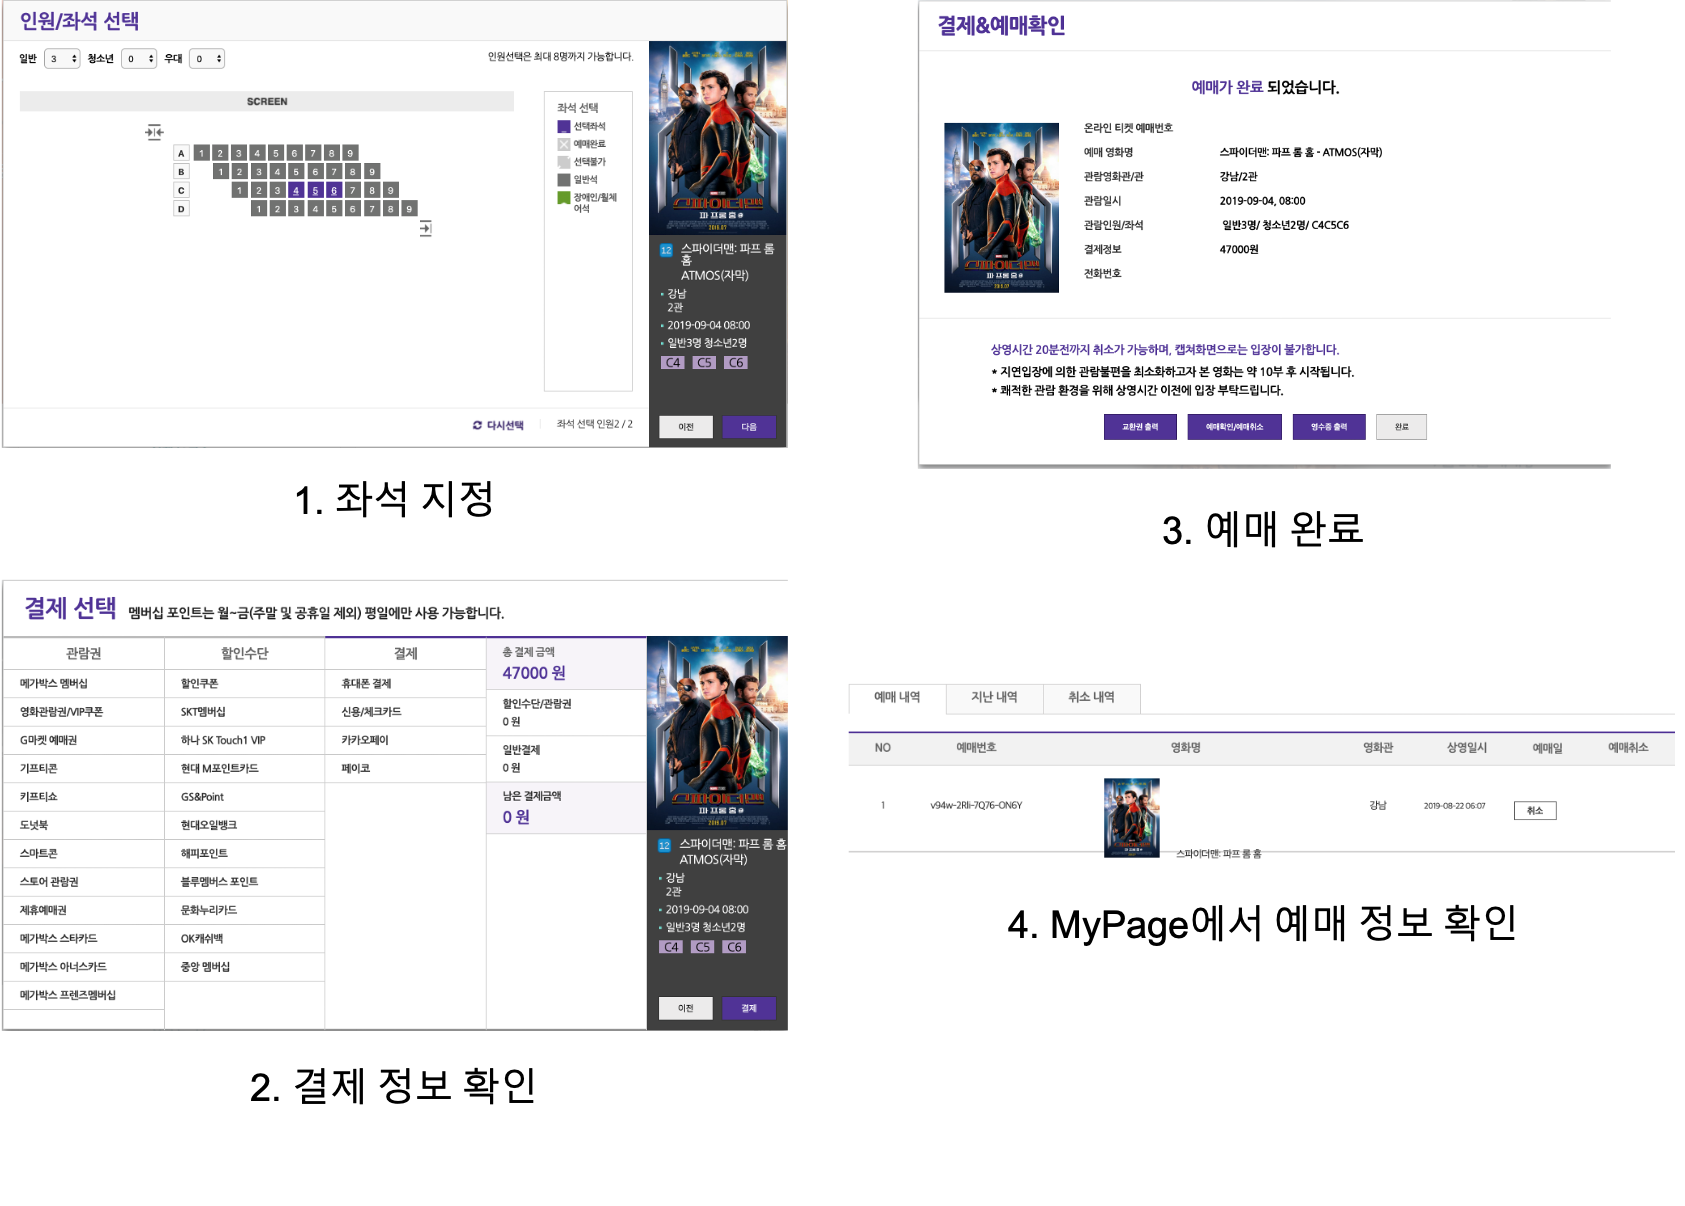 인원/좌석 선택
일반 3 청소년 0 우대 0
인원선택은 최대 8명까지 가능합니다.
SCREEN
A 1 2 3 4 5 6 7 8 9
B 1 2 3 4 5 6 7 8 9
C 1 2 3 4 5 6 7 8 9
D 1 2 3 4 5 6 7 8 9
좌석 선택
선택좌석
예매완료
선택불가
일반석
장애인/휠체
어석
스파이더맨
파 프롬 홈
2019.07
12 스파이더맨: 파프 롬
홈
ATMOS(자막)
강남
2관
2019-09-04 08:00
일반3명 청소년2명
C4 C5 C6
다시선택
좌석 선택 인원2 / 2
이전 다음
1. 좌석 지정
결제 선택 멤버십 포인트는 월~금(주말 및 공휴일 제외) 평일에만 사용 가능합니다.
관람권
메가박스 멤버십
영화관람권/VIP쿠폰
G마켓 예매권
기프티콘
키프티쇼
도넛북
스마트콘
스토어 관람권
제휴예매권
메가박스 스타카드
메가박스 아너스카드
메가박스 프렌즈멤버십
할인수단
할인쿠폰
SKT멤버십
하나 SK Touch1 VIP
현대 M포인트카드
GS&Point
현대오일뱅크
해피포인트
블루멤버스 포인트
문화누리카드
OK캐쉬백
중앙 멤버십
결제
휴대폰 결제
신용/체크카드
카카오페이
페이코
총 결제 금액
47000 원
할인수단/관람권
0 원
일반결제
0 원
남은 결제금액
0 원
스파이더맨
파 프롬 홈
2019.07
12 스파이더맨: 파프 롬 홈
ATMOS(자막)
강남
2관
2019-09-04 08:00
일반3명 청소년2명
C4 C5 C6
이전 결제
2. 결제 정보 확인
결제&예매확인
예매가 완료 되었습니다.
스파이더맨
파 프롬 홈
2019.07
온라인 티켓 예매번호
예매 영화명 스파이더맨: 파프 롬 홈 - ATMOS(자막)
관람영화관/관 강남/2관
관람일시 2019-09-04, 08:00
관람인원/좌석 일반3명/ 청소년2명/ C4C5C6
결제정보 47000원
전화번호
상영시간 20분전까지 취소가 가능하며, 캡쳐화면으로는 입장이 불가합니다.
* 지연입장에 의한 관람불편을 최소화하고자 본 영화는 약 10부 후 시작됩니다.
* 쾌적한 관람 환경을 위해 상영시간 이전에 입장 부탁드립니다.
교환권 출력 예매확인/예매취소 영수증 출력 완료
3. 예매 완료
예매 내역 지난 내역 취소 내역
NO 예매번호 영화명 영화관 상영일시 예매일 예매취소
1 v94w-2Rli-7Q76-ON6Y 강남 2019-08-22 06:07 취소
스파이더맨: 파프 롬 홈
4. MyPage에서 예매 정보 확인